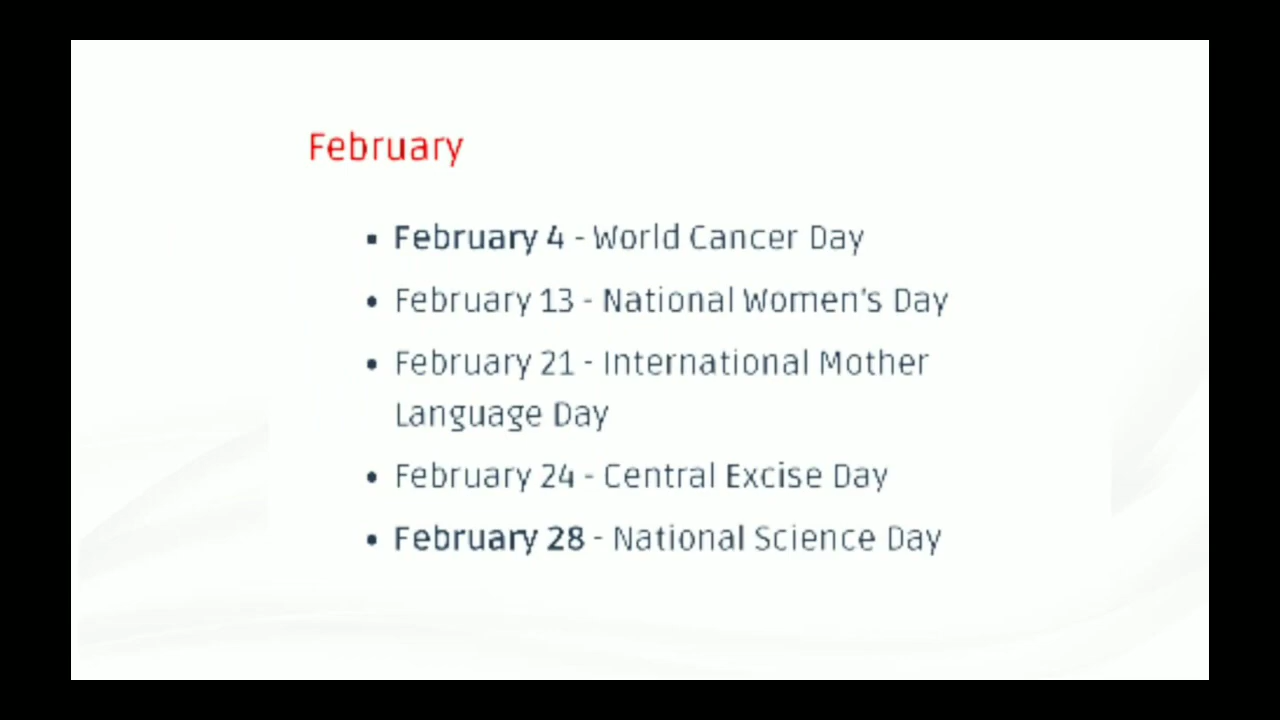 February
▪ February 4 - World Cancer Day
• February 13 - National Women's Day
• February 21 - International Mother
Language Day
• February 24 - Central Excise Day
• February 28 - National Science Day